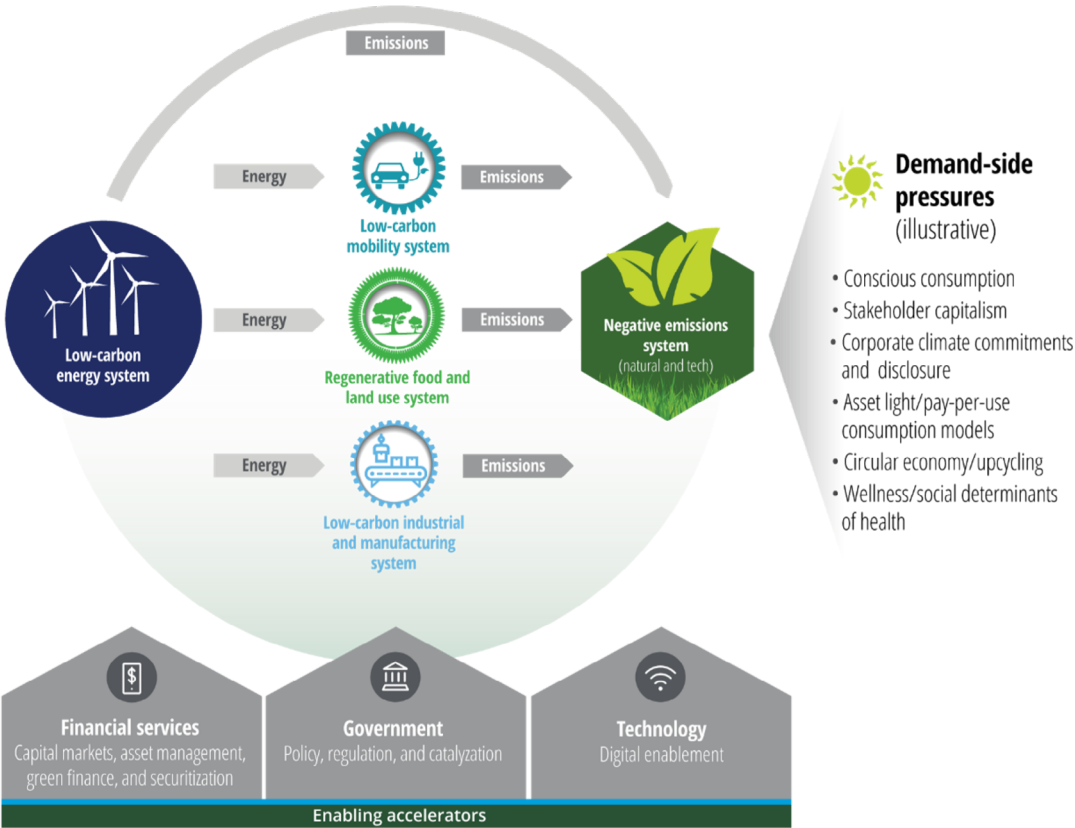 Emissions
Energy
Emissions
Low-carbon
mobility system
Low-carbon
energy system
Energy
Emissions
Regenerative food and
land use system
Negative emissions
system
(natural and tech)
Energy
Emissions
Low-carbon industrial
and manufacturing
system
Demand-side
pressures
(illustrative)
• Conscious consumption
• Stakeholder capitalism
• Corporate climate commitments
and disclosure
• Asset light/pay-per-use
consumption models
• Circular economy/upcycling
• Wellness/social determinants
of health
$
Financial services
Capital markets, asset management,
green finance, and securitization
Government
Policy, regulation, and catalyzation
Technology
Digital enablement
Enabling accelerators